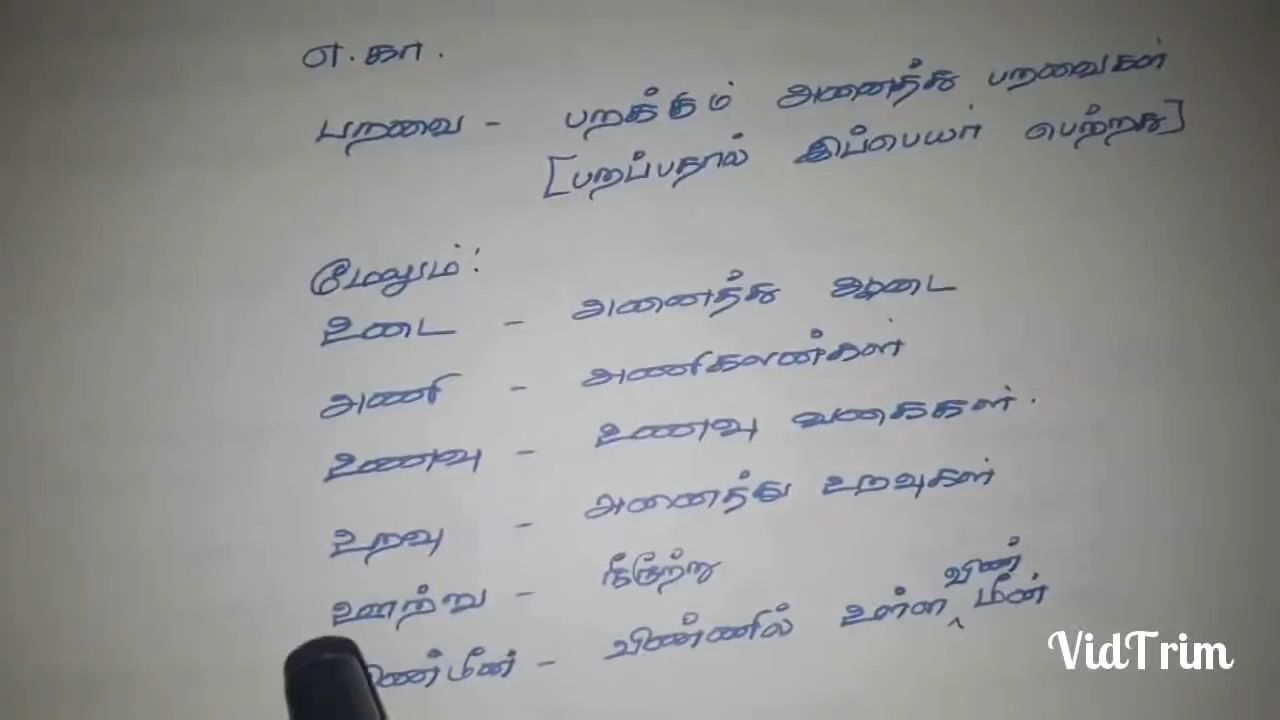 எ.கா.
பறவை - பறக்கும் அனைத்து பறவைகள்
[பறப்பதால் இப்பெயர் பெற்றது]
மேலும்:
உடை - அனைத்து ஆடை
அணி - அணிகலண்கள்
உணவு - உணவு வகைகள்.
உறவு - அனைத்து உறவுகள்
ஊற்று - நீரூற்று
விண்
ண்மீன் - விண்ணில் உள்ள ^ மீன்
VidTrim